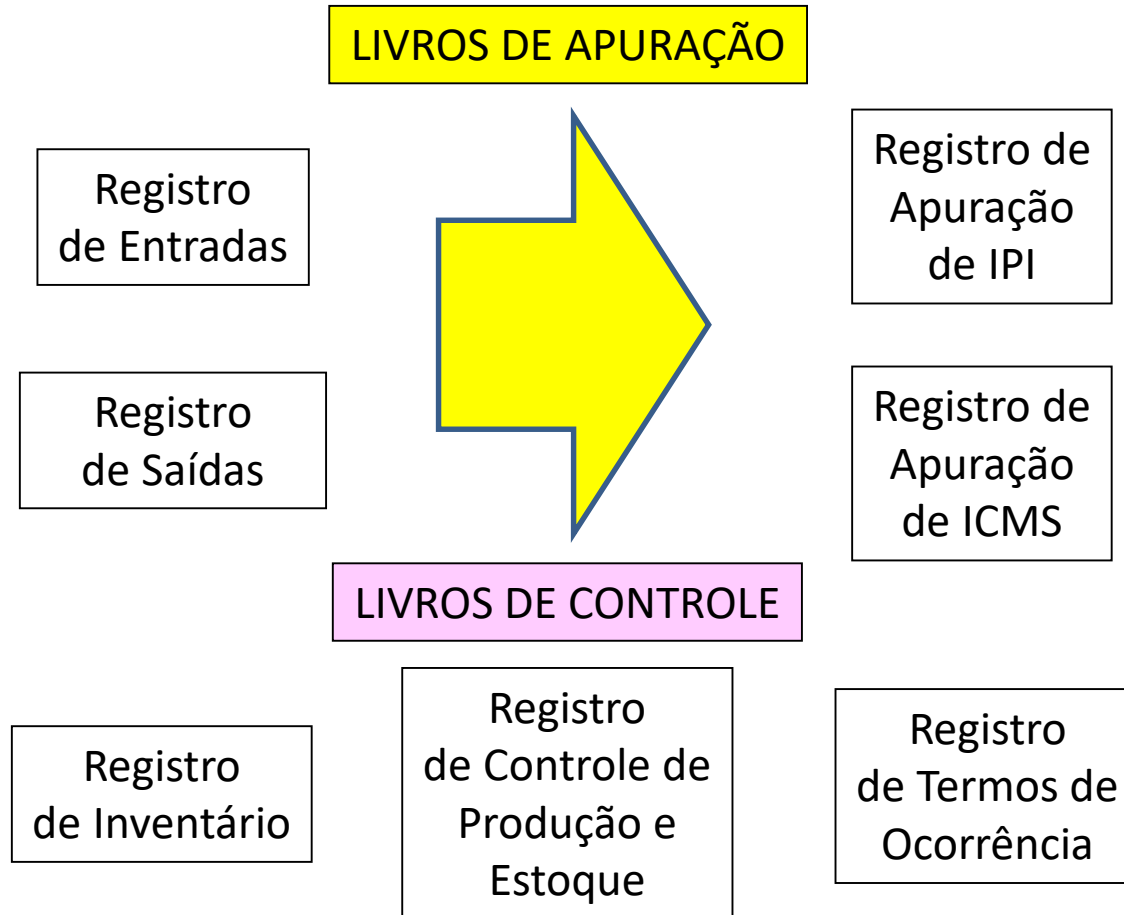 LIVROS DE APURAÇÃO
Registro
de Entradas
Registro de
Apuração
de IPI
Registro
de Saídas
Registro de
Apuração
de ICMS
LIVROS DE CONTROLE
Registro
de Inventário
Registro
de Controle de
Produção e
Estoque
Registro
de Termos de
Ocorrência